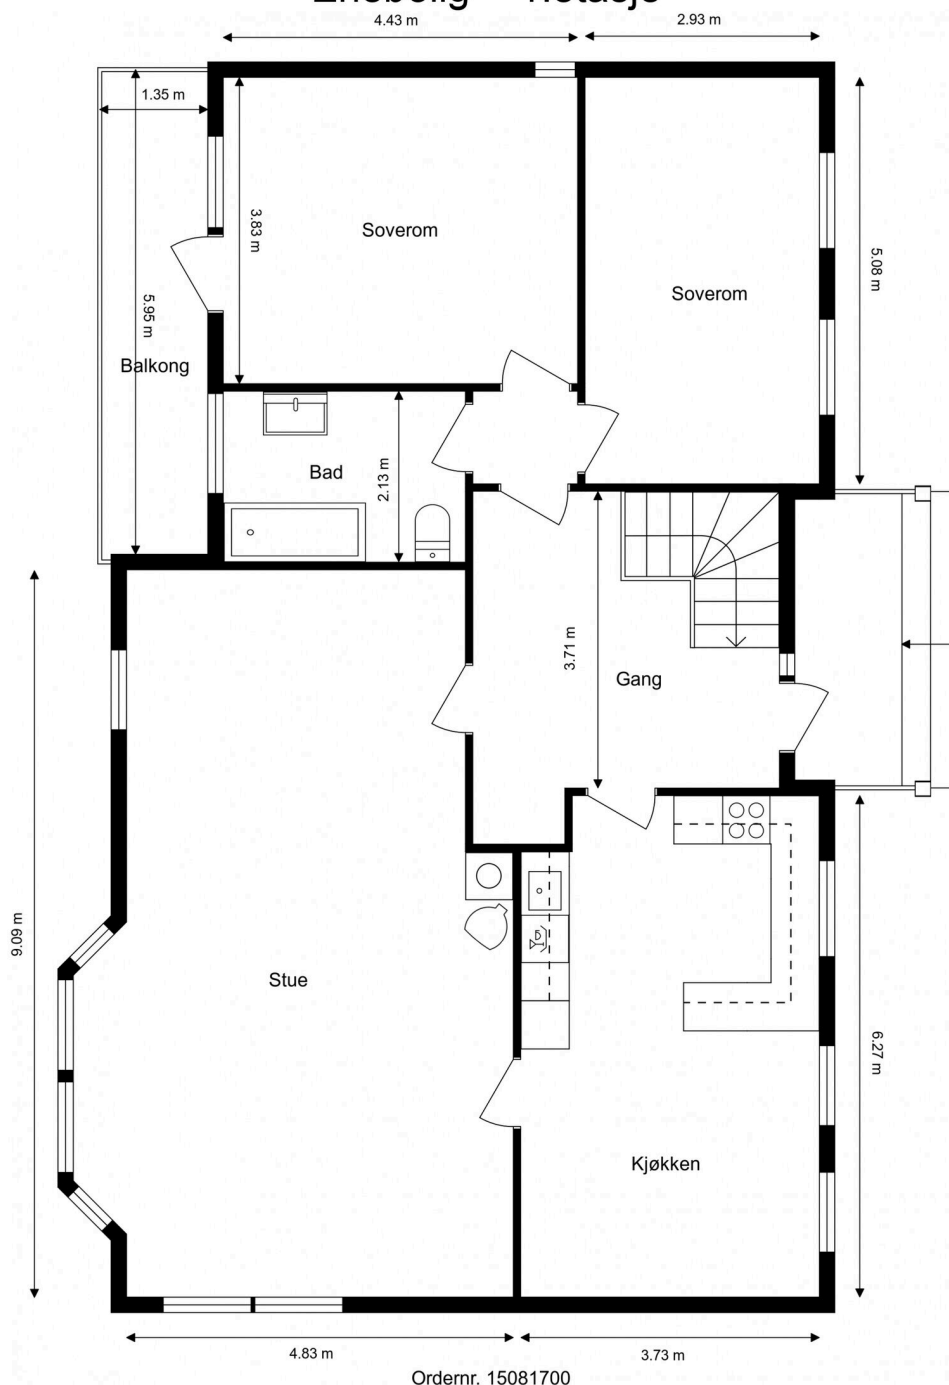 4.43 m
2.93 m
1.35 m
3.83 m
Soverom
5.08 m
Soverom
5.95 m
Balkong
Bad
2.13 m
3.71 m
Gang
9.09 m
Stue
6.27 m
Kjøkken
4.83 m
3.73 m
Ordernr. 15081700